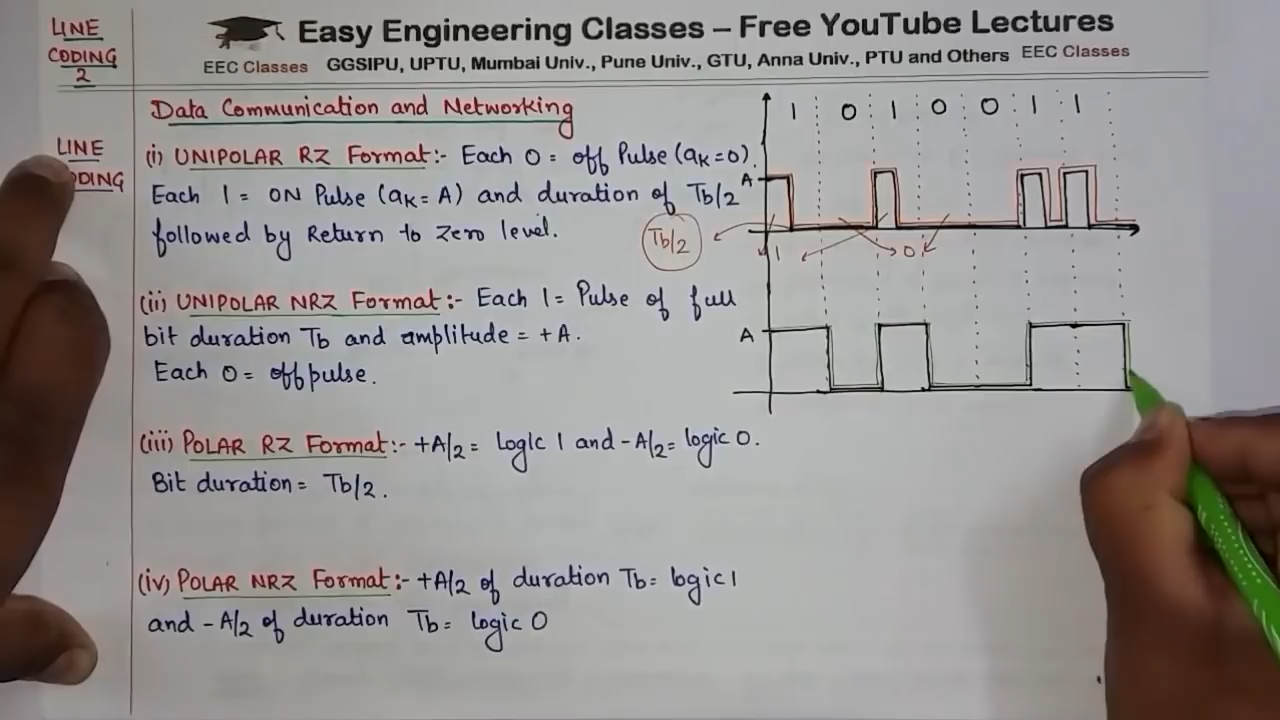 LINE
CODING
2
Easy Engineering Classes – Free YouTube Lectures
EEC Classes GGSIPU, UPTU, Mumbai Univ., Pune Univ., GTU, Anna Univ., PTU and Others EEC Classes
Data Communication and Networking
LINE
ODING
(i) UNIPOLAR RZ Format:- Each 0 = off Pulse (aK=0).
Each 1 = ON Pulse (aK= A) and duration of Tb/2
followed by Return to Zero level.
(ii) UNIPOLAR NRZ Format:- Each 1= Pulse of full
bit duration Tb and amplitude = +A.
Each 0 = off pulse.
(iii) POLAR RZ Format:- +A/2 = Logic 1 and -A/2= logic 0.
Bit duration = Tb/2.
(iv) POLAR NRZ Format:- +A/2 of duration Tb= logic 1
and -A/2 of duration Tb= logic 0
1 0 1 0 0 1 1
A
Tb/2
1 0
A